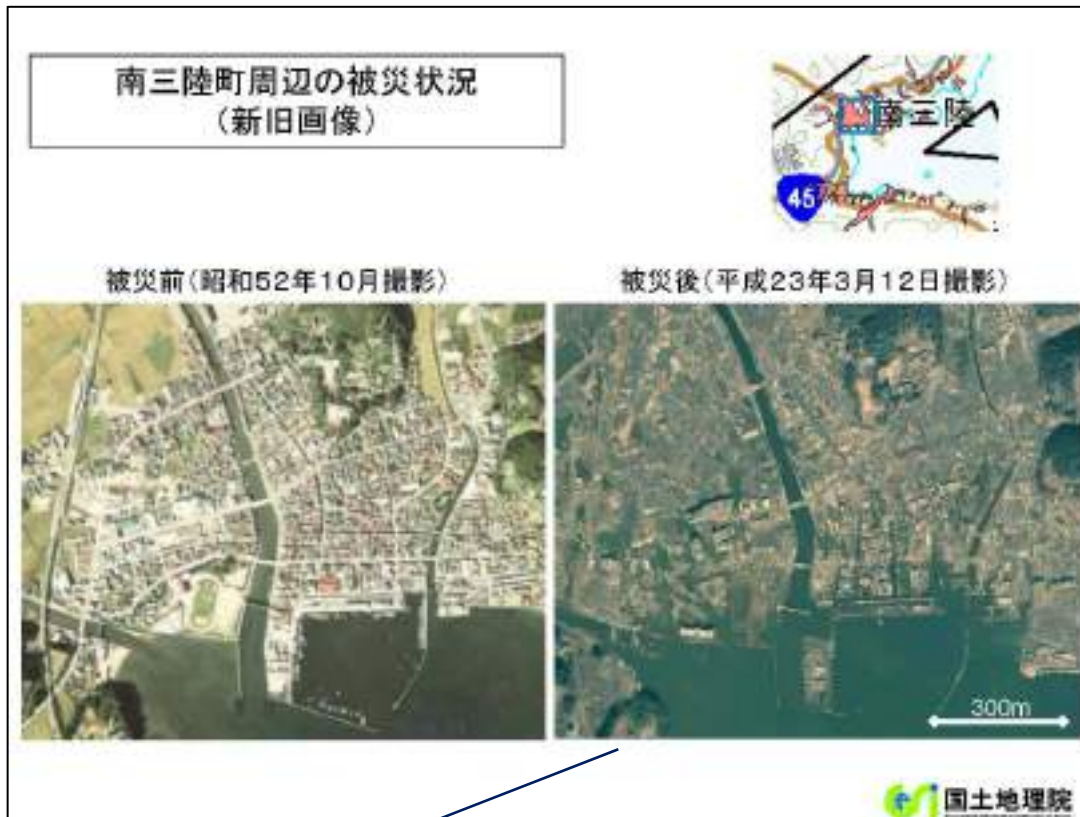 南三陸町周辺の被災状況
(新旧画像)
南三陸
45
被災前(昭和52年10月撮影)
被災後(平成23年3月12日撮影)
300m
国土地理院